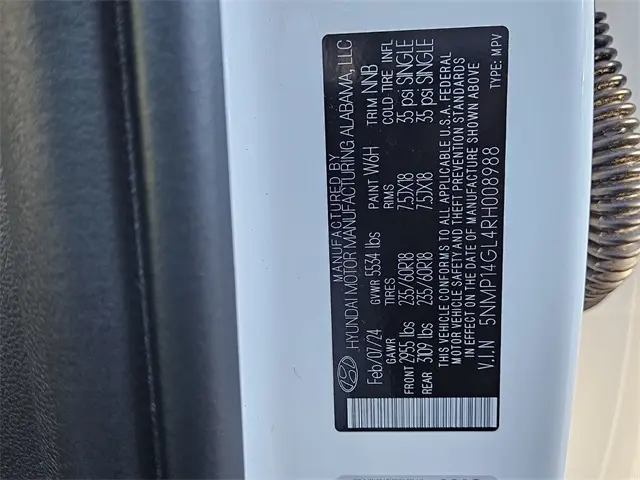 MANUFACTURED BY
HYUNDAI MOTOR MANUFACTURING ALABAMA, LLC
Feb/07/24 GVWR 5534 lbs PAINT W6H TRIM NNB
GAWR TIRES RIMS COLD TIRE INFL
FRONT 2955 lbs 235/60R18 7.5JX18 35 psi SINGLE
REAR 3109 lbs 235/60R18 7.5JX18 35 psi SINGLE
THIS VEHICLE CONFORMS TO ALL APPLICABLE U.S.A. FEDERAL
MOTOR VEHICLE SAFETY AND THEFT PREVENTION STANDARDS
IN EFFECT ON THE DATE OF MANUFACTURE SHOWN ABOVE
V.I.N 5NMP14GL4RH008988 TYPE: MPV